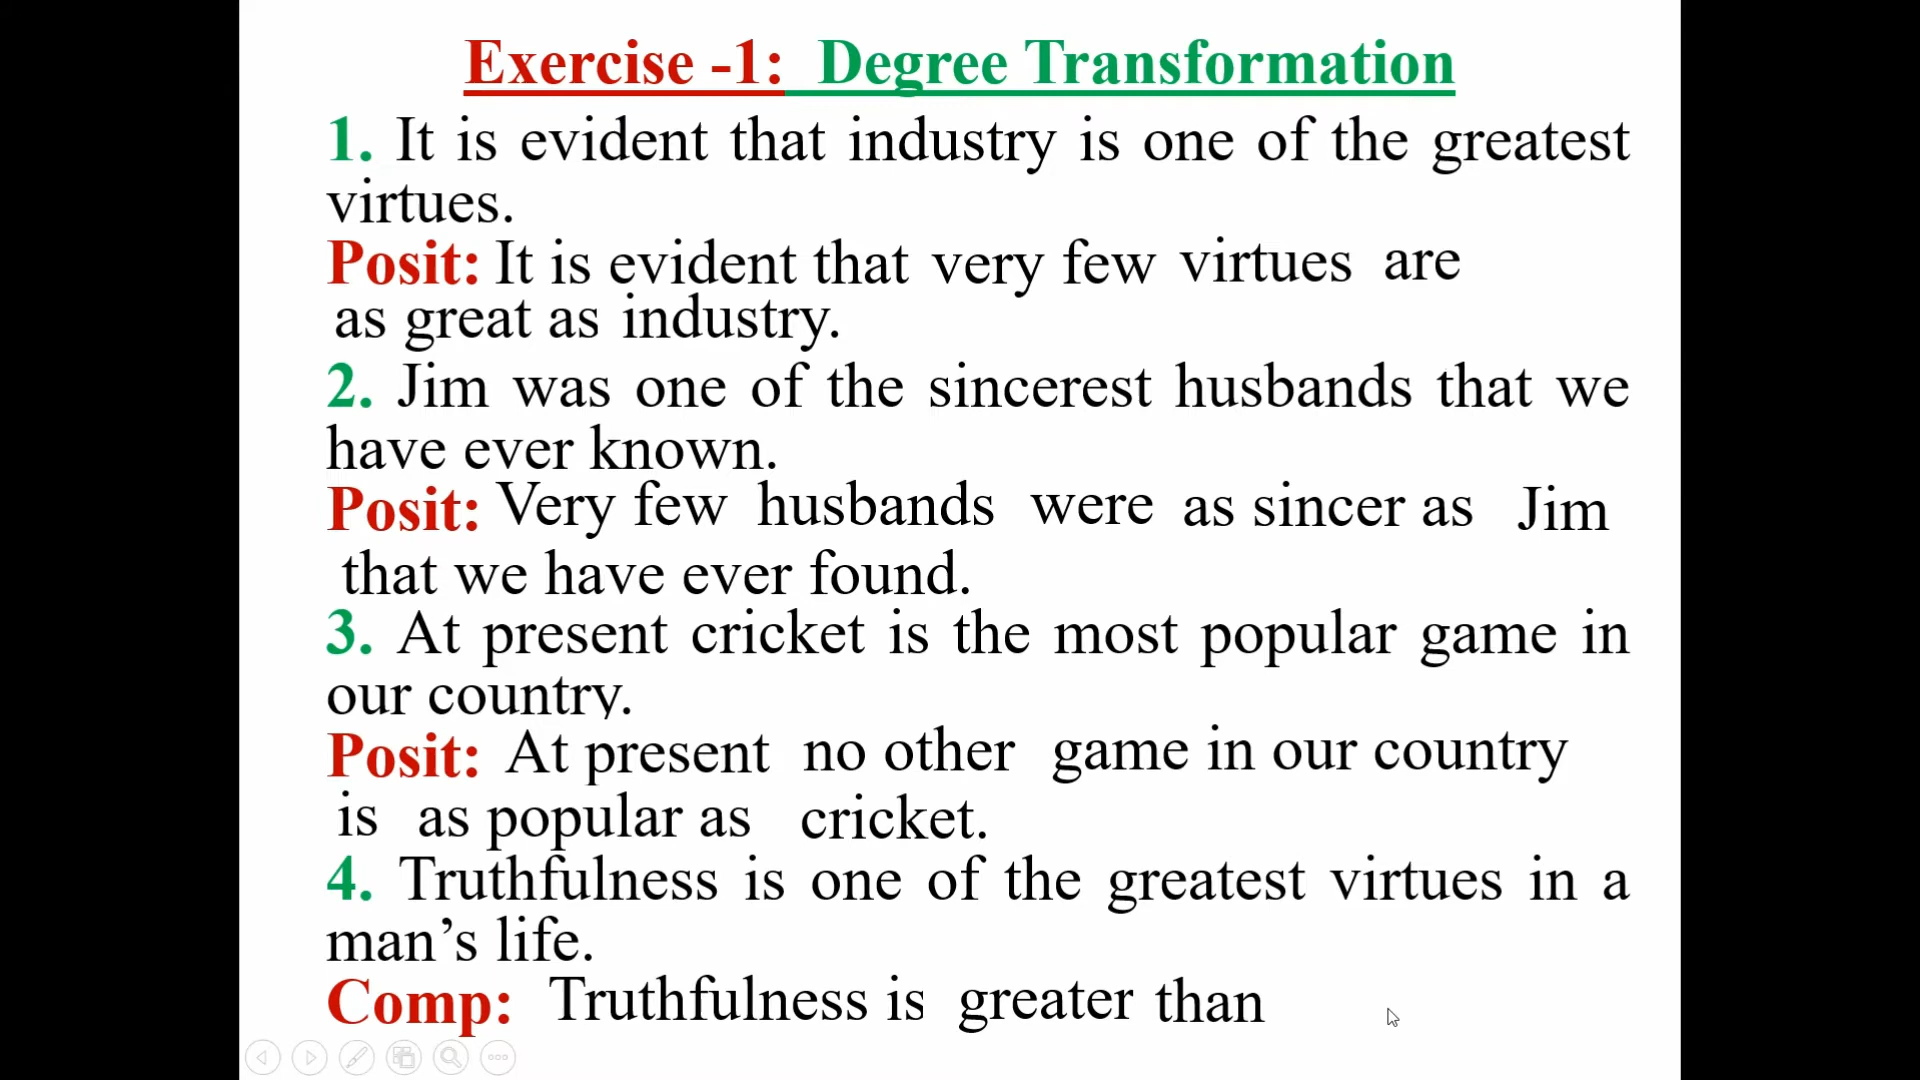 Exercise -1: Degree Transformation
1. It is evident that industry is one of the greatest
virtues.
Posit: It is evident that very few virtues are
as great as industry.
2. Jim was one of the sincerest husbands that we
have ever known.
Posit: Very few husbands were as sincer as Jim
that we have ever found.
3. At present cricket is the most popular game in
our country.
Posit: At present no other game in our country
is as popular as cricket.
4. Truthfulness is one of the greatest virtues in a
man’s life.
Comp: Truthfulness is greater than